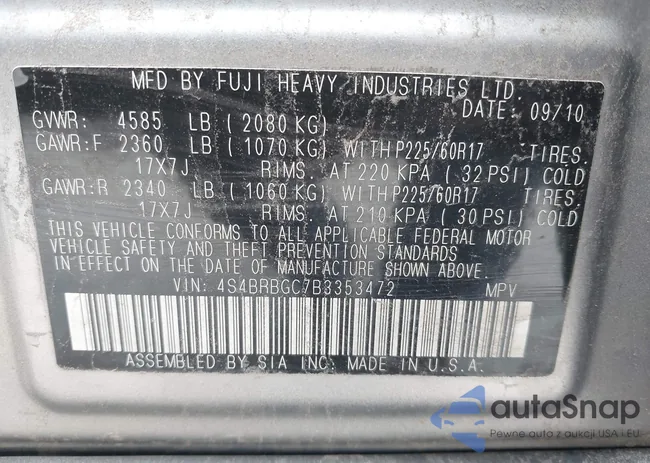 MFD BY FUJI HEAVY INDUSTRIES LTD.
DATE: 09/10
GVWR: 4585 LB ( 2080 KG)
GAWR:F 2360 LB ( 1070 KG) WITH P225/60R17 TIRES.
17X7J RIMS. AT 220 KPA ( 32 PSI) COLD
GAWR:R 2340 LB ( 1060 KG) WITH P225/60R17 TIRES.
17X7J RIMS. AT 210 KPA ( 30 PSI) COLD
THIS VEHICLE CONFORMS TO ALL APPLICABLE FEDERAL MOTOR
VEHICLE SAFETY AND THEFT PREVENTION STANDARDS
IN EFFECT ON THE DATE OF MANUFACTURE SHOWN ABOVE.
VIN: 4S4BRBGC7B3353472 MPV
ASSEMBLED BY SIA INC. MADE IN U.S.A.
autaSnap
Pewne auta z aukcji USA i EU